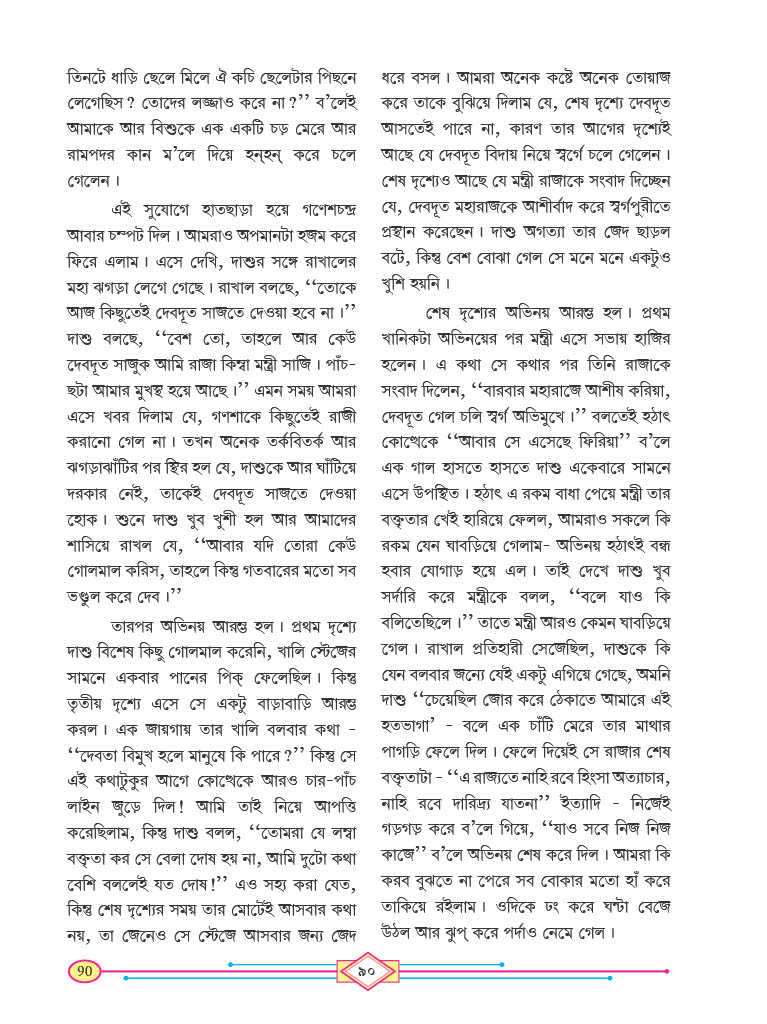 তিনটে ধাড়ি ছেলে মিলে ঐ কচি ছেলেটার পিছনে
লেগেছিস? তোদের লজ্জাও করে না?’’ ব’লেই
আমাকে আর বিশুকে এক একটি চড় মেরে আর
রামপদর কান ম’লে দিয়ে হন্‌হন্‌ করে চলে
গেলেন।
এই সুযোগে হাতছাড়া হয়ে গণেশচন্দ্র
আবার চম্পট দিল। আমরাও অপমানটা হজম করে
ফিরে এলাম। এসে দেখি, দাশুর সঙ্গে রাখালের
মহা ঝগড়া লেগে গেছে। রাখাল বলছে, ‘‘তোকে
আজ কিছুতেই দেবদূত সাজতে দেওয়া হবে না।’’
দাশু বলছে, ‘‘বেশ তো, তাহলে আর কেউ
দেবদূত সাজুক আমি রাজা কিম্বা মন্ত্রী সাজি। পাঁচ-
ছটা আমার মুখস্থ হয়ে আছে।’’ এমন সময় আমরা
এসে খবর দিলাম যে, গণশাকে কিছুতেই রাজী
করানো গেল না। তখন অনেক তর্কবিতর্ক আর
ঝগড়াঝাঁটির পর স্থির হল যে, দাশুকে আর ঘাঁটিয়ে
দরকার নেই, তাকেই দেবদূত সাজতে দেওয়া
হোক। শুনে দাশু খুব খুশী হল আর আমাদের
শাসিয়ে রাখল যে, ‘‘আবার যদি তোরা কেউ
গোলমাল করিস, তাহলে কিন্তু গতবারের মতো সব
ভণ্ডুল করে দেব।’’
তারপর অভিনয় আরম্ভ হল। প্রথম দৃশ্যে
দাশু বিশেষ কিছু গোলমাল করেনি, খালি স্টেজের
সামনে একবার পানের পিক্‌ ফেলেছিল। কিন্তু
তৃতীয় দৃশ্যে এসে সে একটু বাড়াবাড়ি আরম্ভ
করল। এক জায়গায় তার খালি বলবার কথা -
‘‘দেবতা বিমুখ হলে মানুষে কি পারে?’’ কিন্তু সে
এই কথাটুকুর আগে কোত্থেকে আরও চার-পাঁচ
লাইন জুড়ে দিল! আমি তাই নিয়ে আপত্তি
করেছিলাম, কিন্তু দাশু বলল, ‘‘তোমরা যে লম্বা
বক্তৃতা কর সে বেলা দোষ হয় না, আমি দুটো কথা
বেশি বললেই যত দোষ!’’ এও সহ্য করা যেত,
কিন্তু শেষ দৃশ্যের সময় তার মোটেই আসবার কথা
নয়, তা জেনেও সে স্টেজে আসবার জন্য জেদ
ধরে বসল। আমরা অনেক কষ্টে অনেক তোয়াজ
করে তাকে বুঝিয়ে দিলাম যে, শেষ দৃশ্যে দেবদূত
আসতেই পারে না, কারণ তার আগের দৃশ্যেই
আছে যে দেবদূত বিদায় নিয়ে স্বর্গে চলে গেলেন।
শেষ দৃশ্যেও আছে যে মন্ত্রী রাজাকে সংবাদ দিচ্ছেন
যে, দেবদূত মহারাজকে আশীর্বাদ করে স্বর্গপুরীতে
প্রস্থান করেছেন। দাশু অগত্যা তার জেদ ছাড়ল
বটে, কিন্তু বেশ বোঝা গেল সে মনে মনে একটুও
খুশি হয়নি।
শেষ দৃশ্যের অভিনয় আরম্ভ হল। প্রথম
খানিকটা অভিনয়ের পর মন্ত্রী এসে সভায় হাজির
হলেন। এ কথা সে কথার পর তিনি রাজাকে
সংবাদ দিলেন, ‘‘বারবার মহারাজে আশীষ করিয়া,
দেবদূত গেল চলি স্বর্গ অভিমুখে।’’ বলতেই হঠাৎ
কোত্থেকে ‘‘আবার সে এসেছে ফিরিয়া’’ ব’লে
এক গাল হাসতে হাসতে দাশু একেবারে সামনে
এসে উপস্থিত। হঠাৎ এ রকম বাধা পেয়ে মন্ত্রী তার
বক্তৃতার খেই হারিয়ে ফেলল, আমরাও সকলে কি
রকম যেন ঘাবড়িয়ে গেলাম- অভিনয় হঠাৎই বন্ধ
হবার যোগাড় হয়ে এল। তাই দেখে দাশু খুব
সর্দারি করে মন্ত্রীকে বলল, ‘‘বলে যাও কি
বলিতেছিলে।’’ তাতে মন্ত্রী আরও কেমন ঘাবড়িয়ে
গেল। রাখাল প্রতিহারী সেজেছিল, দাশুকে কি
যেন বলবার জন্যে যেই একটু এগিয়ে গেছে, অমনি
দাশু ‘‘চেয়েছিল জোর করে ঠেকাতে আমারে এই
হতভাগা’ - বলে এক চাঁটি মেরে তার মাথার
পাগড়ি ফেলে দিল। ফেলে দিয়েই সে রাজার শেষ
বক্তৃতাটা - ‘‘এ রাজ্যতে নাহি রবে হিংসা অত্যাচার,
নাহি রবে দারিদ্র্য যাতনা’’ ইত্যাদি - নিজেই
গড়গড় করে ব’লে গিয়ে, ‘‘যাও সবে নিজ নিজ
কাজে’’ ব’লে অভিনয় শেষ করে দিল। আমরা কি
করব বুঝতে না পেরে সব বোকার মতো হাঁ করে
তাকিয়ে রইলাম। ওদিকে ঢং করে ঘন্টা বেজে
উঠল আর ঝুপ্‌ করে পর্দাও নেমে গেল।
90
৯০